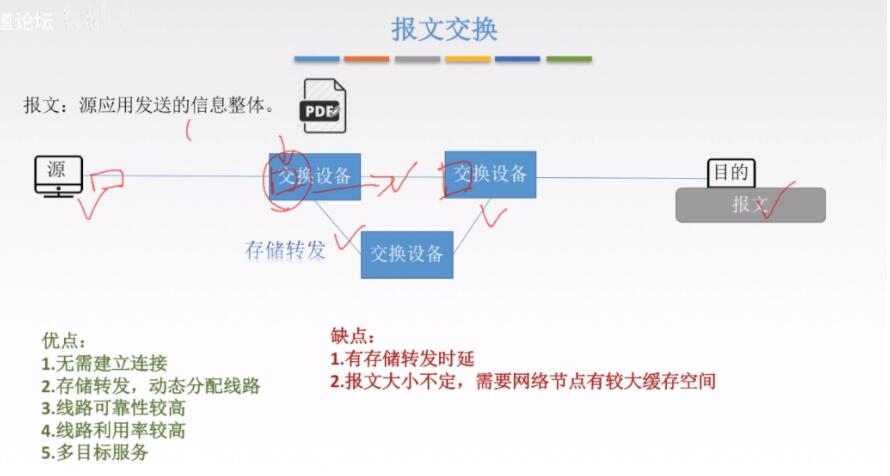 道论坛
报文交换
报文：源应用发送的信息整体。
PDF
源
交换设备
交换设备
目的
报文
存储转发
交换设备
优点：
1.无需建立连接
2.存储转发，动态分配线路
3.线路可靠性较高
4.线路利用率较高
5.多目标服务
缺点：
1.有存储转发时延
2.报文大小不定，需要网络节点有较大缓存空间